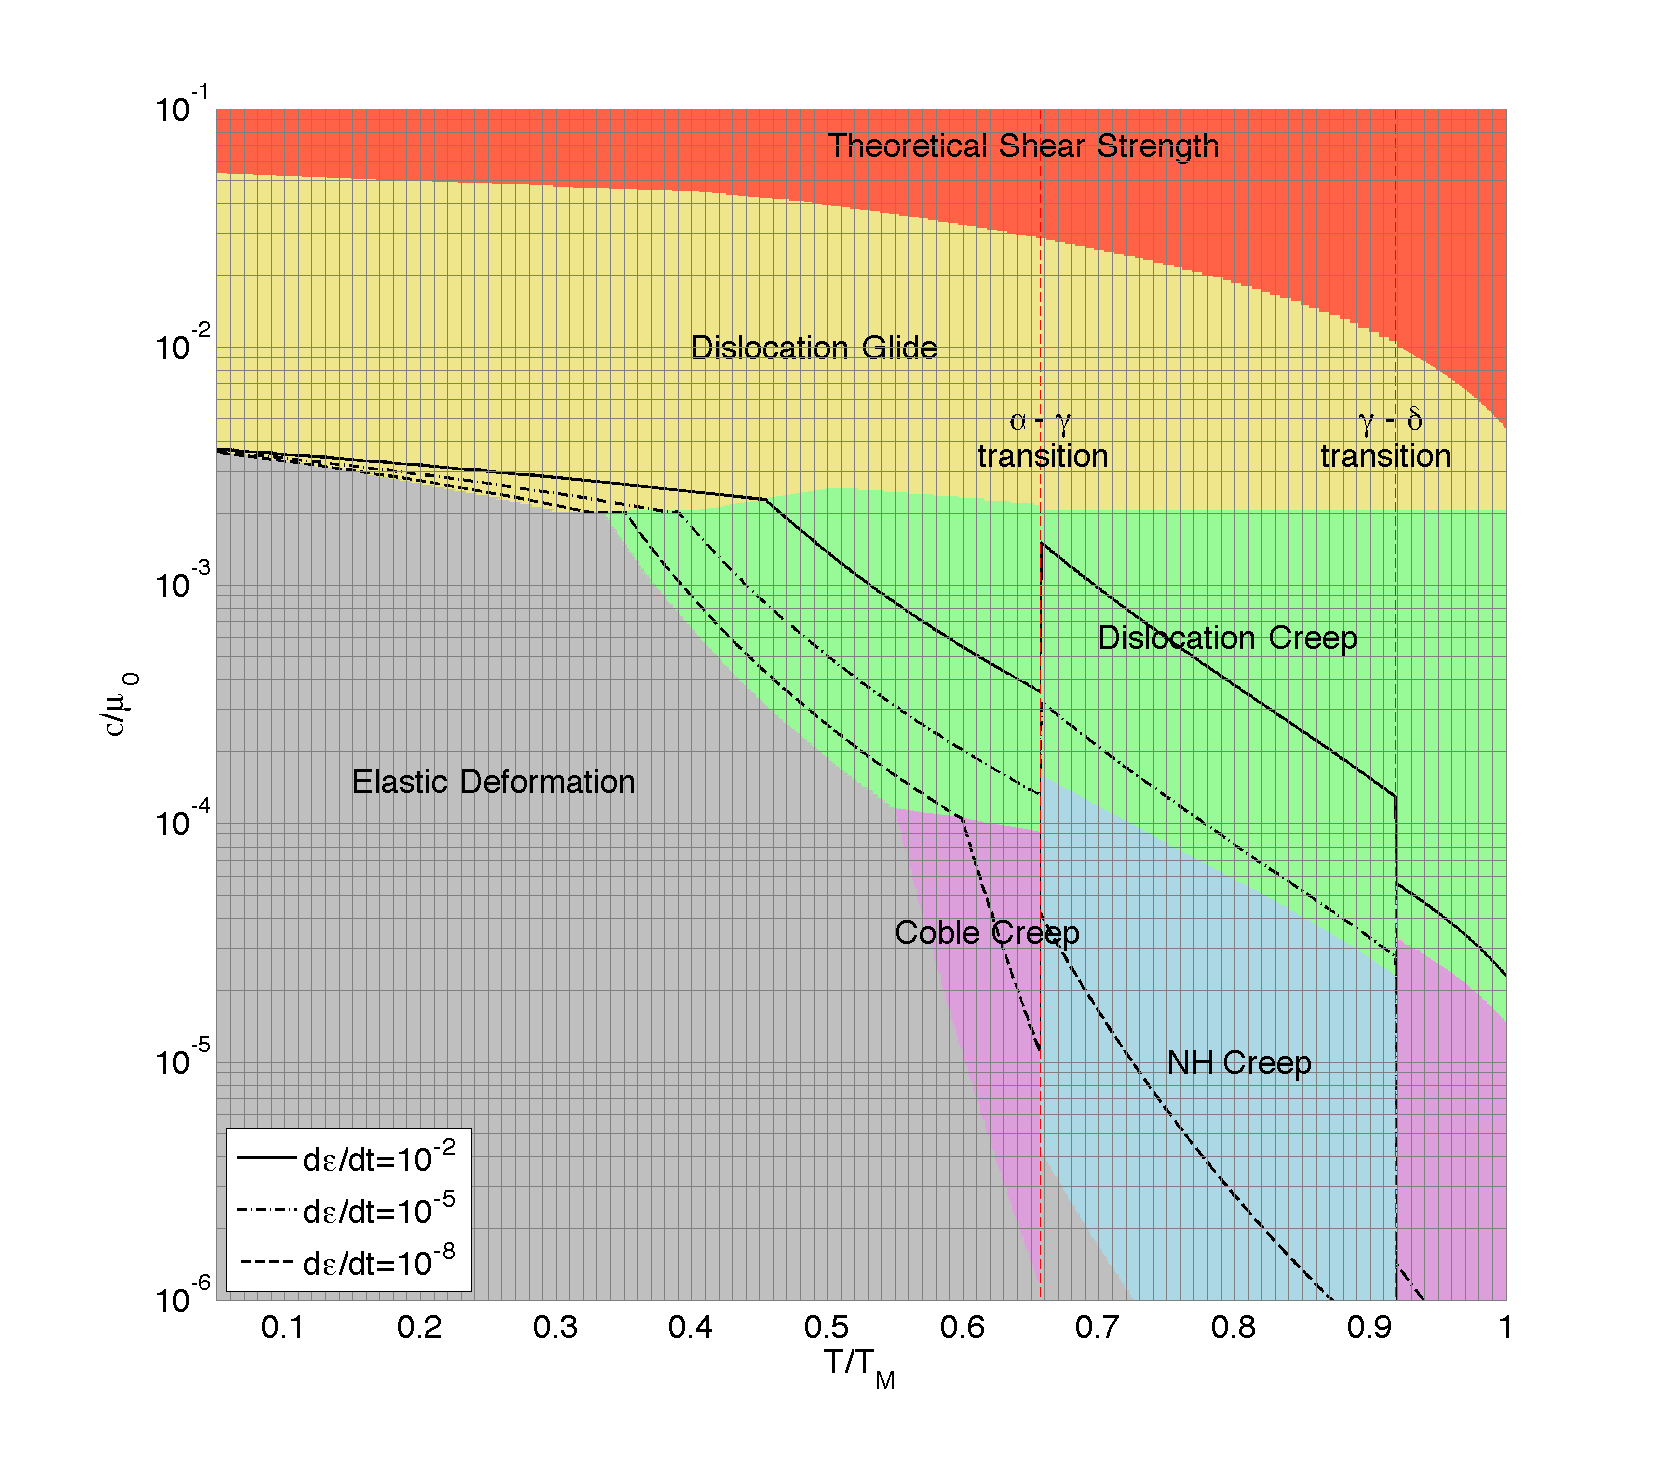 10-1
Theoretical Shear Strength
10-2
Dislocation Glide
α - γ
transition
γ - δ
transition
10-3
Dislocation Creep
c/μ0
Elastic Deformation
10-4
Coble Creep
10-5
NH Creep
dε/dt=10-2
dε/dt=10-5
dε/dt=10-8
10-6
0.1 0.2 0.3 0.4 0.5 0.6 0.7 0.8 0.9 1
T/TM